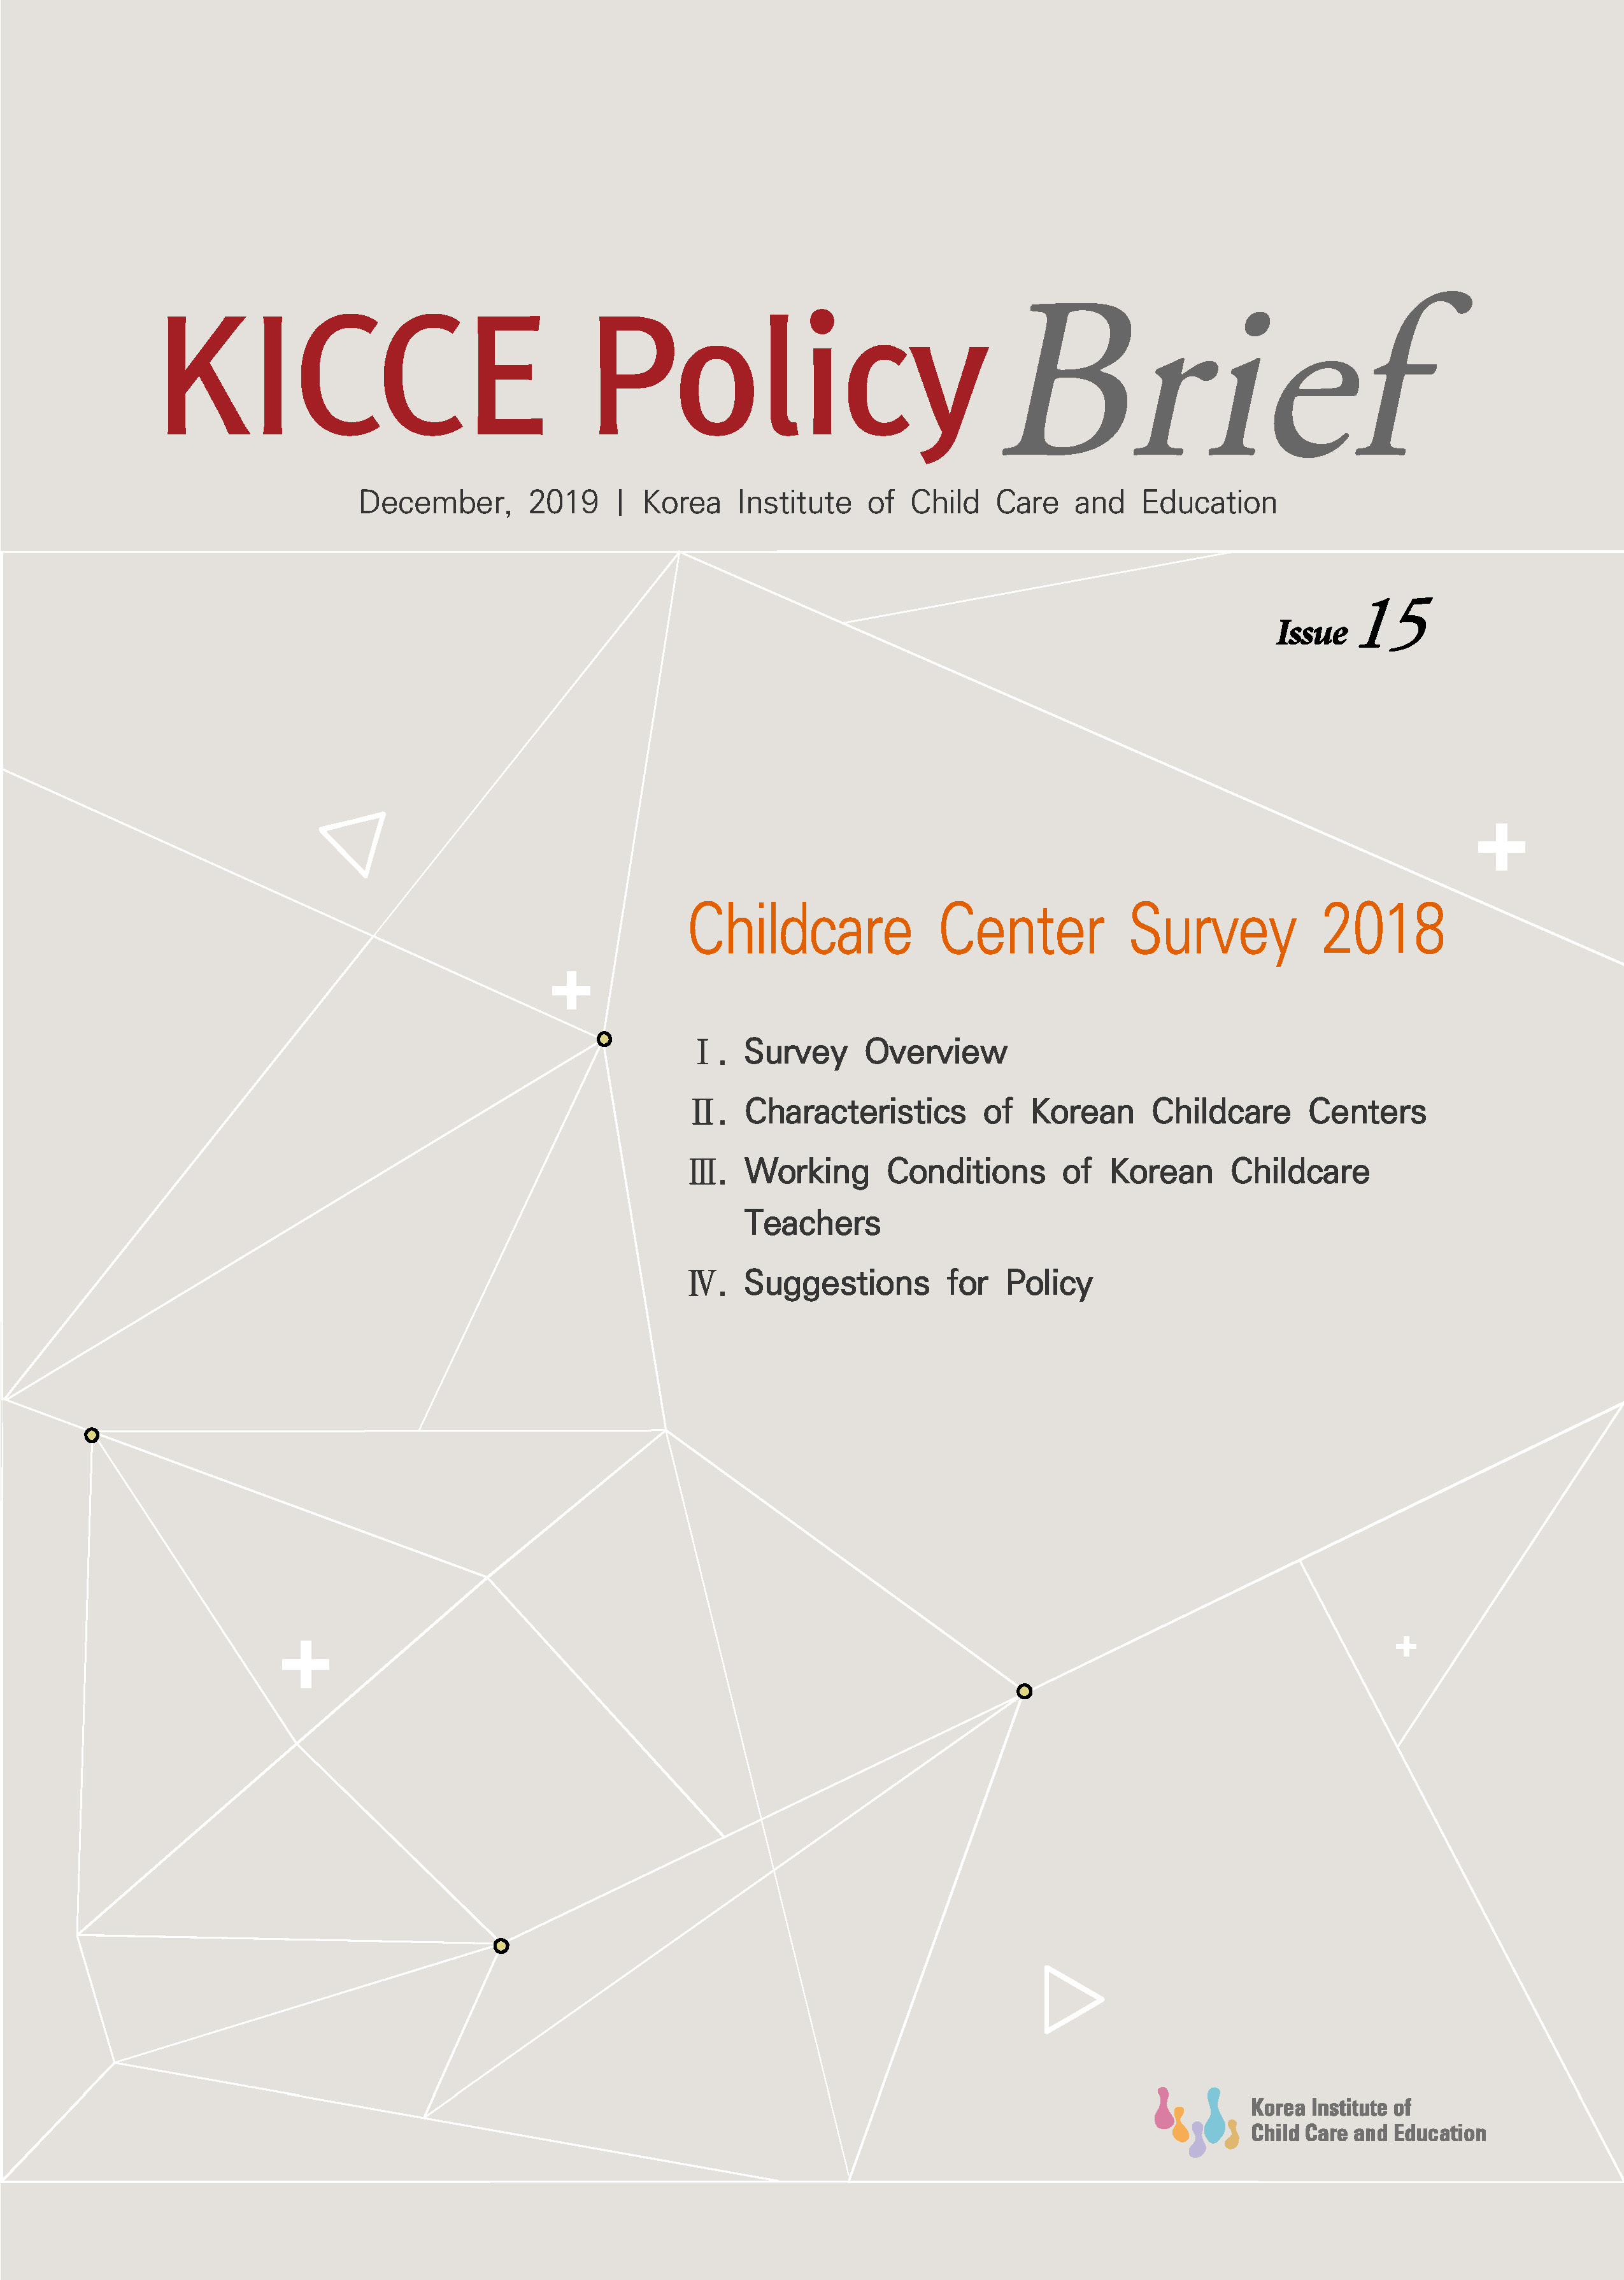 KICCE Policy Brief
December, 2019 | Korea Institute of Child Care and Education
Issue 15
Childcare Center Survey 2018
Ⅰ. Survey Overview
Ⅱ. Characteristics of Korean Childcare Centers
Ⅲ. Working Conditions of Korean Childcare
Teachers
Ⅳ. Suggestions for Policy
Korea Institute of
Child Care and Education